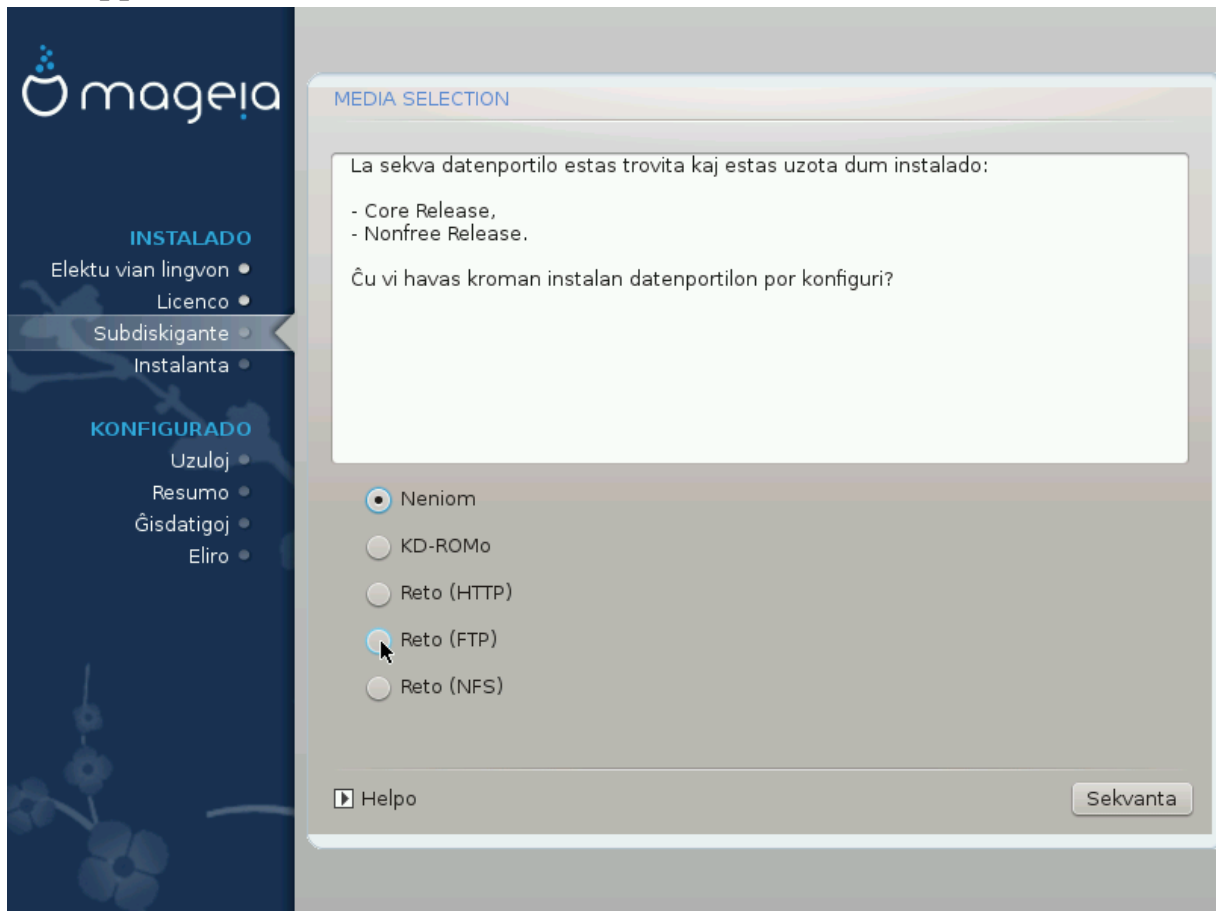 mageia
INSTALADO
Elektu vian lingvon
Licenco
Subdiskigante
Instalanta
KONFIGURADO
Uzuloj
Resumo
Ĝisdatigoj
Eliro
MEDIA SELECTION
La sekva datenportilo estas trovita kaj estas uzota dum instalado:
- Core Release,
- Nonfree Release.
Ĉu vi havas kroman instalan datenportilon por konfiguri?
Neniom
KD-ROMo
Reto (HTTP)
Reto (FTP)
Reto (NFS)
Helpo
Sekvanta